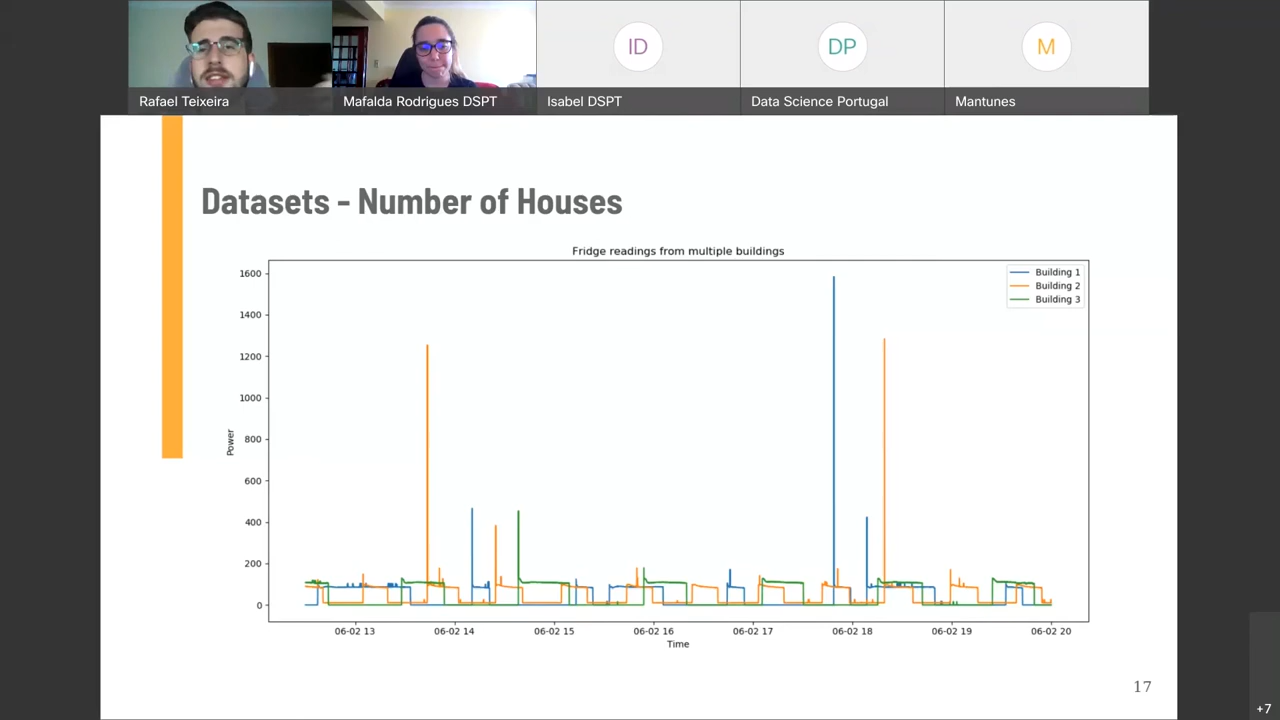 ID
DP
M
Rafael Teixeira
Mafalda Rodrigues DSPT
Isabel DSPT
Data Science Portugal
Mantunes
Datasets - Number of Houses
Fridge readings from multiple buildings
Building 1
Building 2
Building 3
1600
1400
1200
1000
800
600
400
200
0
Power
06-02 13
06-02 14
06-02 15
06-02 16
06-02 17
06-02 18
06-02 19
06-02 20
Time
17
+7